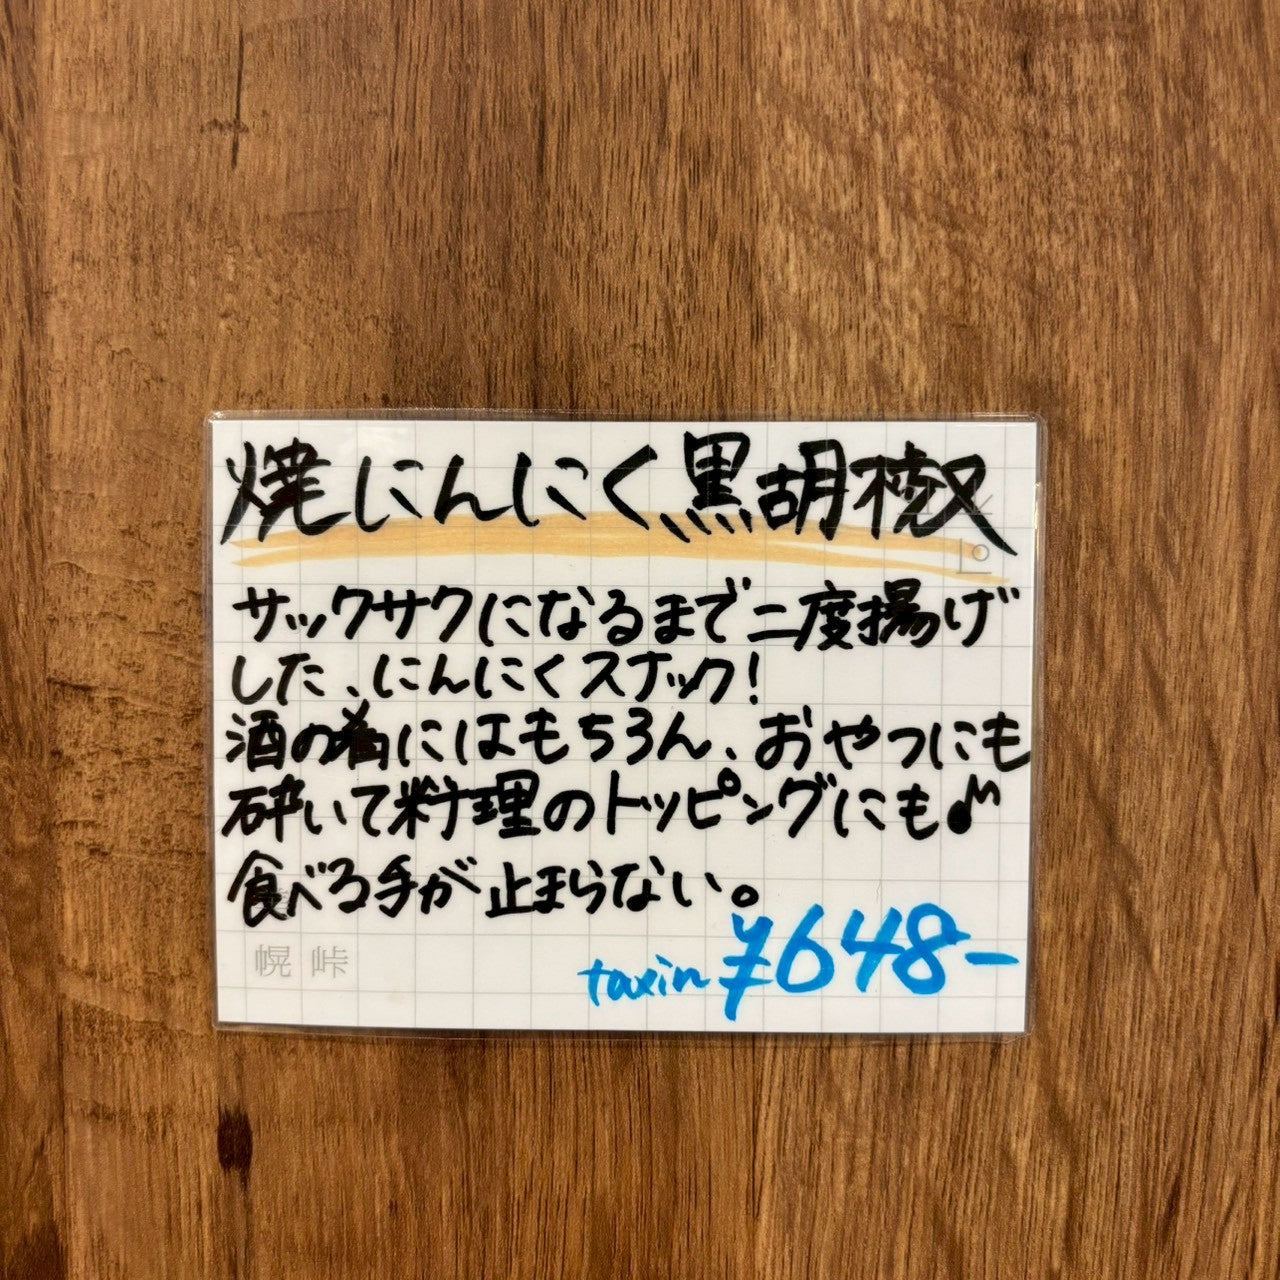 焼にんにく黒胡椒
サックサクになるまで二度揚げ
した、にんにくスナック!
酒の肴にはもちろん、おやつにも
砕いて料理のトッピングにも♪
食べる手が止まらない。
taxin ¥648-
幌 峠